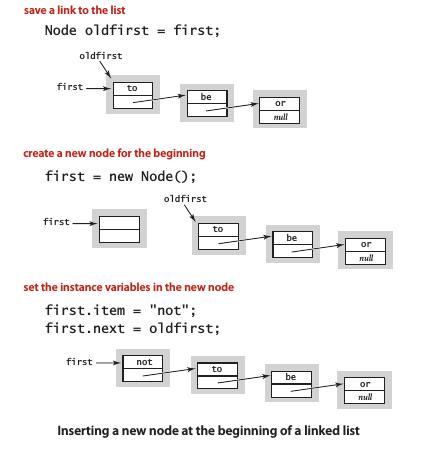 save a link to the list
Node oldfirst = first;
oldfirst
first
to
be
or
null
create a new node for the beginning
first = new Node();
oldfirst
first
to
be
or
null
set the instance variables in the new node
first.item = "not";
first.next = oldfirst;
first
not
to
be
or
null
Inserting a new node at the beginning of a linked list